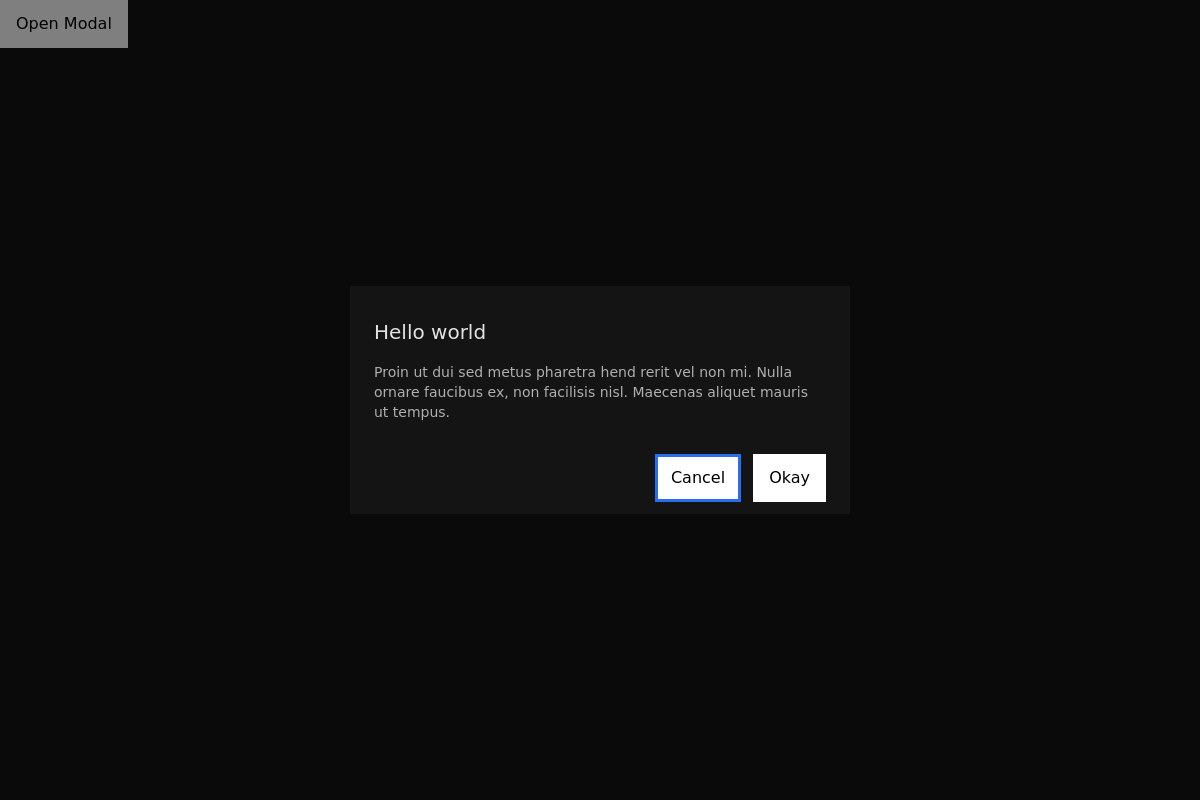 Open Modal
Hello world
Proin ut dui sed metus pharetra hend rerit vel non mi. Nulla
ornare faucibus ex, non facilisis nisl. Maecenas aliquet mauris
ut tempus.
Cancel
Okay